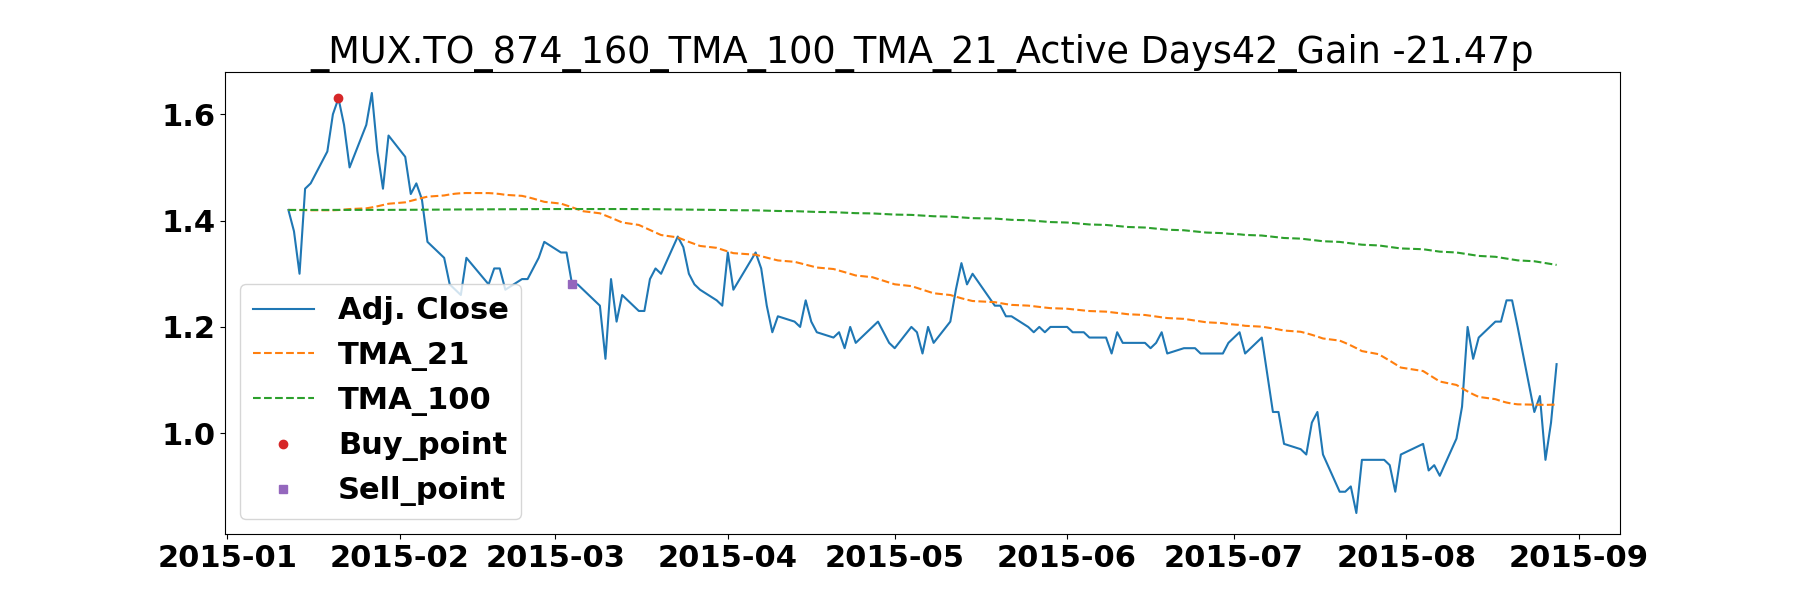 _MUX.TO_874_160_TMA_100_TMA_21_Active Days42_Gain -21.47p
1.6
1.4
1.2
1.0
Adj. Close
TMA_21
TMA_100
Buy_point
Sell_point
2015-01 2015-02 2015-03 2015-04 2015-05 2015-06 2015-07 2015-08 2015-09